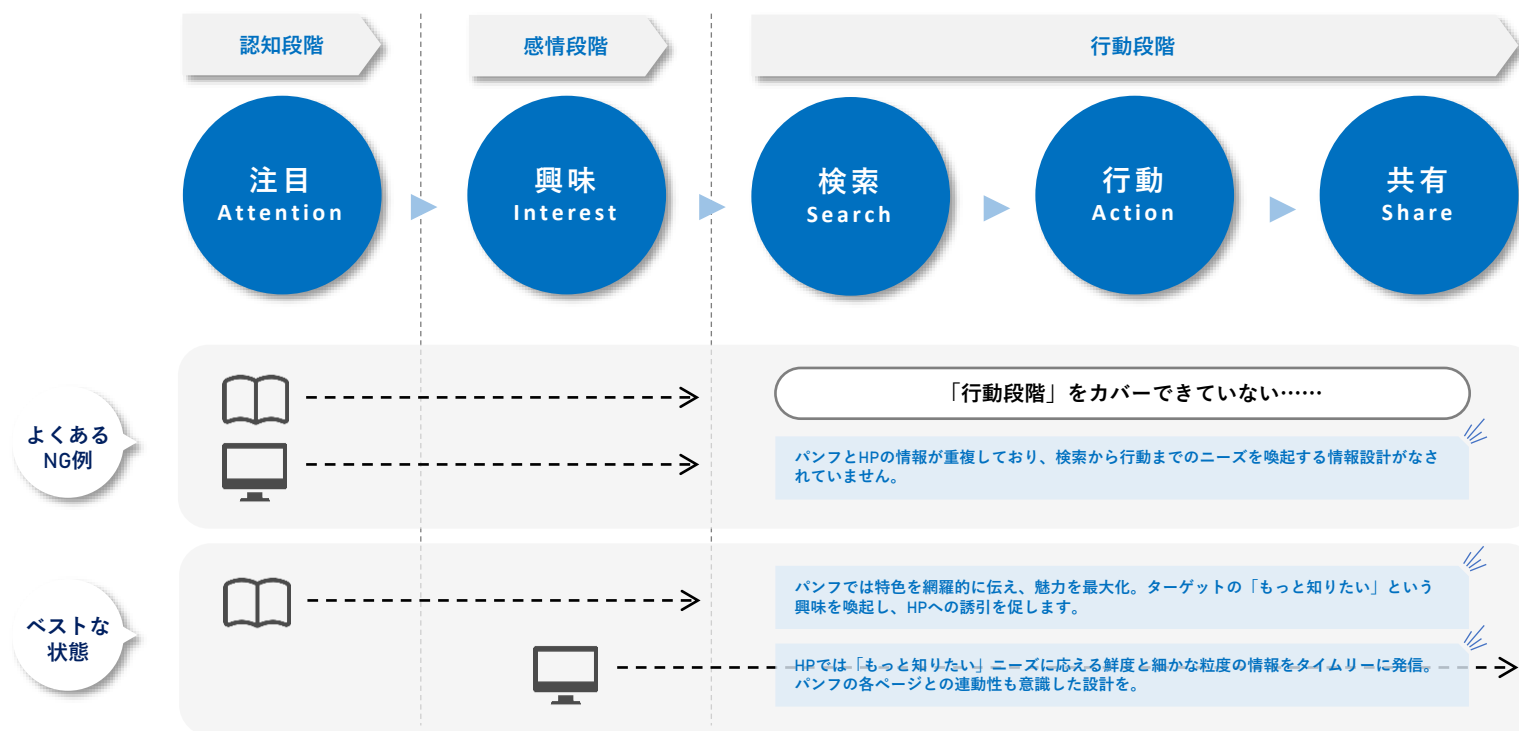 認知段階
感情段階
行動段階
注目
Attention
興味
Interest
検索
Search
行動
Action
共有
Share
よくある
NG例
「行動段階」をカバーできていない……
パンフとHPの情報が重複しており、検索から行動までのニーズを喚起する情報設計がなさ
れていません。
ベストな
状態
パンフでは特色を網羅的に伝え、魅力を最大化。ターゲットの「もっと知りたい」という
興味を喚起し、HPへの誘引を促します。
HPでは「もっと知りたい」ニーズに応える鮮度と細かな粒度の情報をタイムリーに発信。
パンフの各ページとの連動性も意識した設計を。